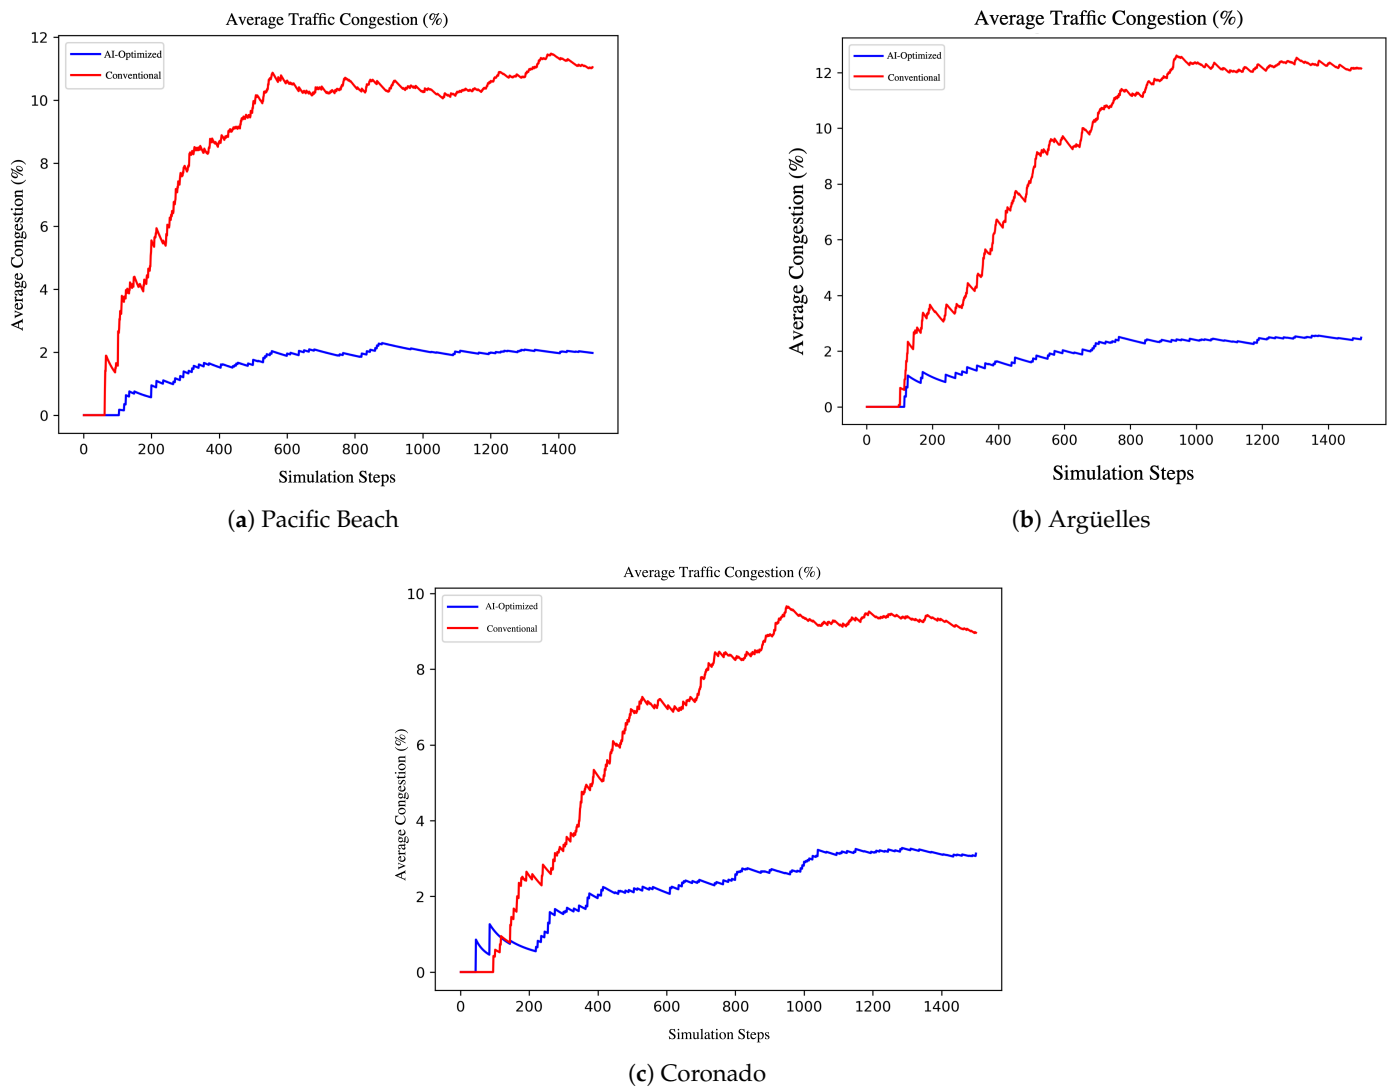 Average Traffic Congestion (%)
AI-Optimized
Conventional
12
10
8
6
4
2
0
Average Congestion (%)
0 200 400 600 800 1000 1200 1400
Simulation Steps
(a) Pacific Beach
Average Traffic Congestion (%)
AI-Optimized
Conventional
12
10
8
6
4
2
0
Average Congestion (%)
0 200 400 600 800 1000 1200 1400
Simulation Steps
(b) Argüelles
Average Traffic Congestion (%)
AI-Optimized
Conventional
10
8
6
4
2
0
Average Congestion (%)
0 200 400 600 800 1000 1200 1400
Simulation Steps
(c) Coronado